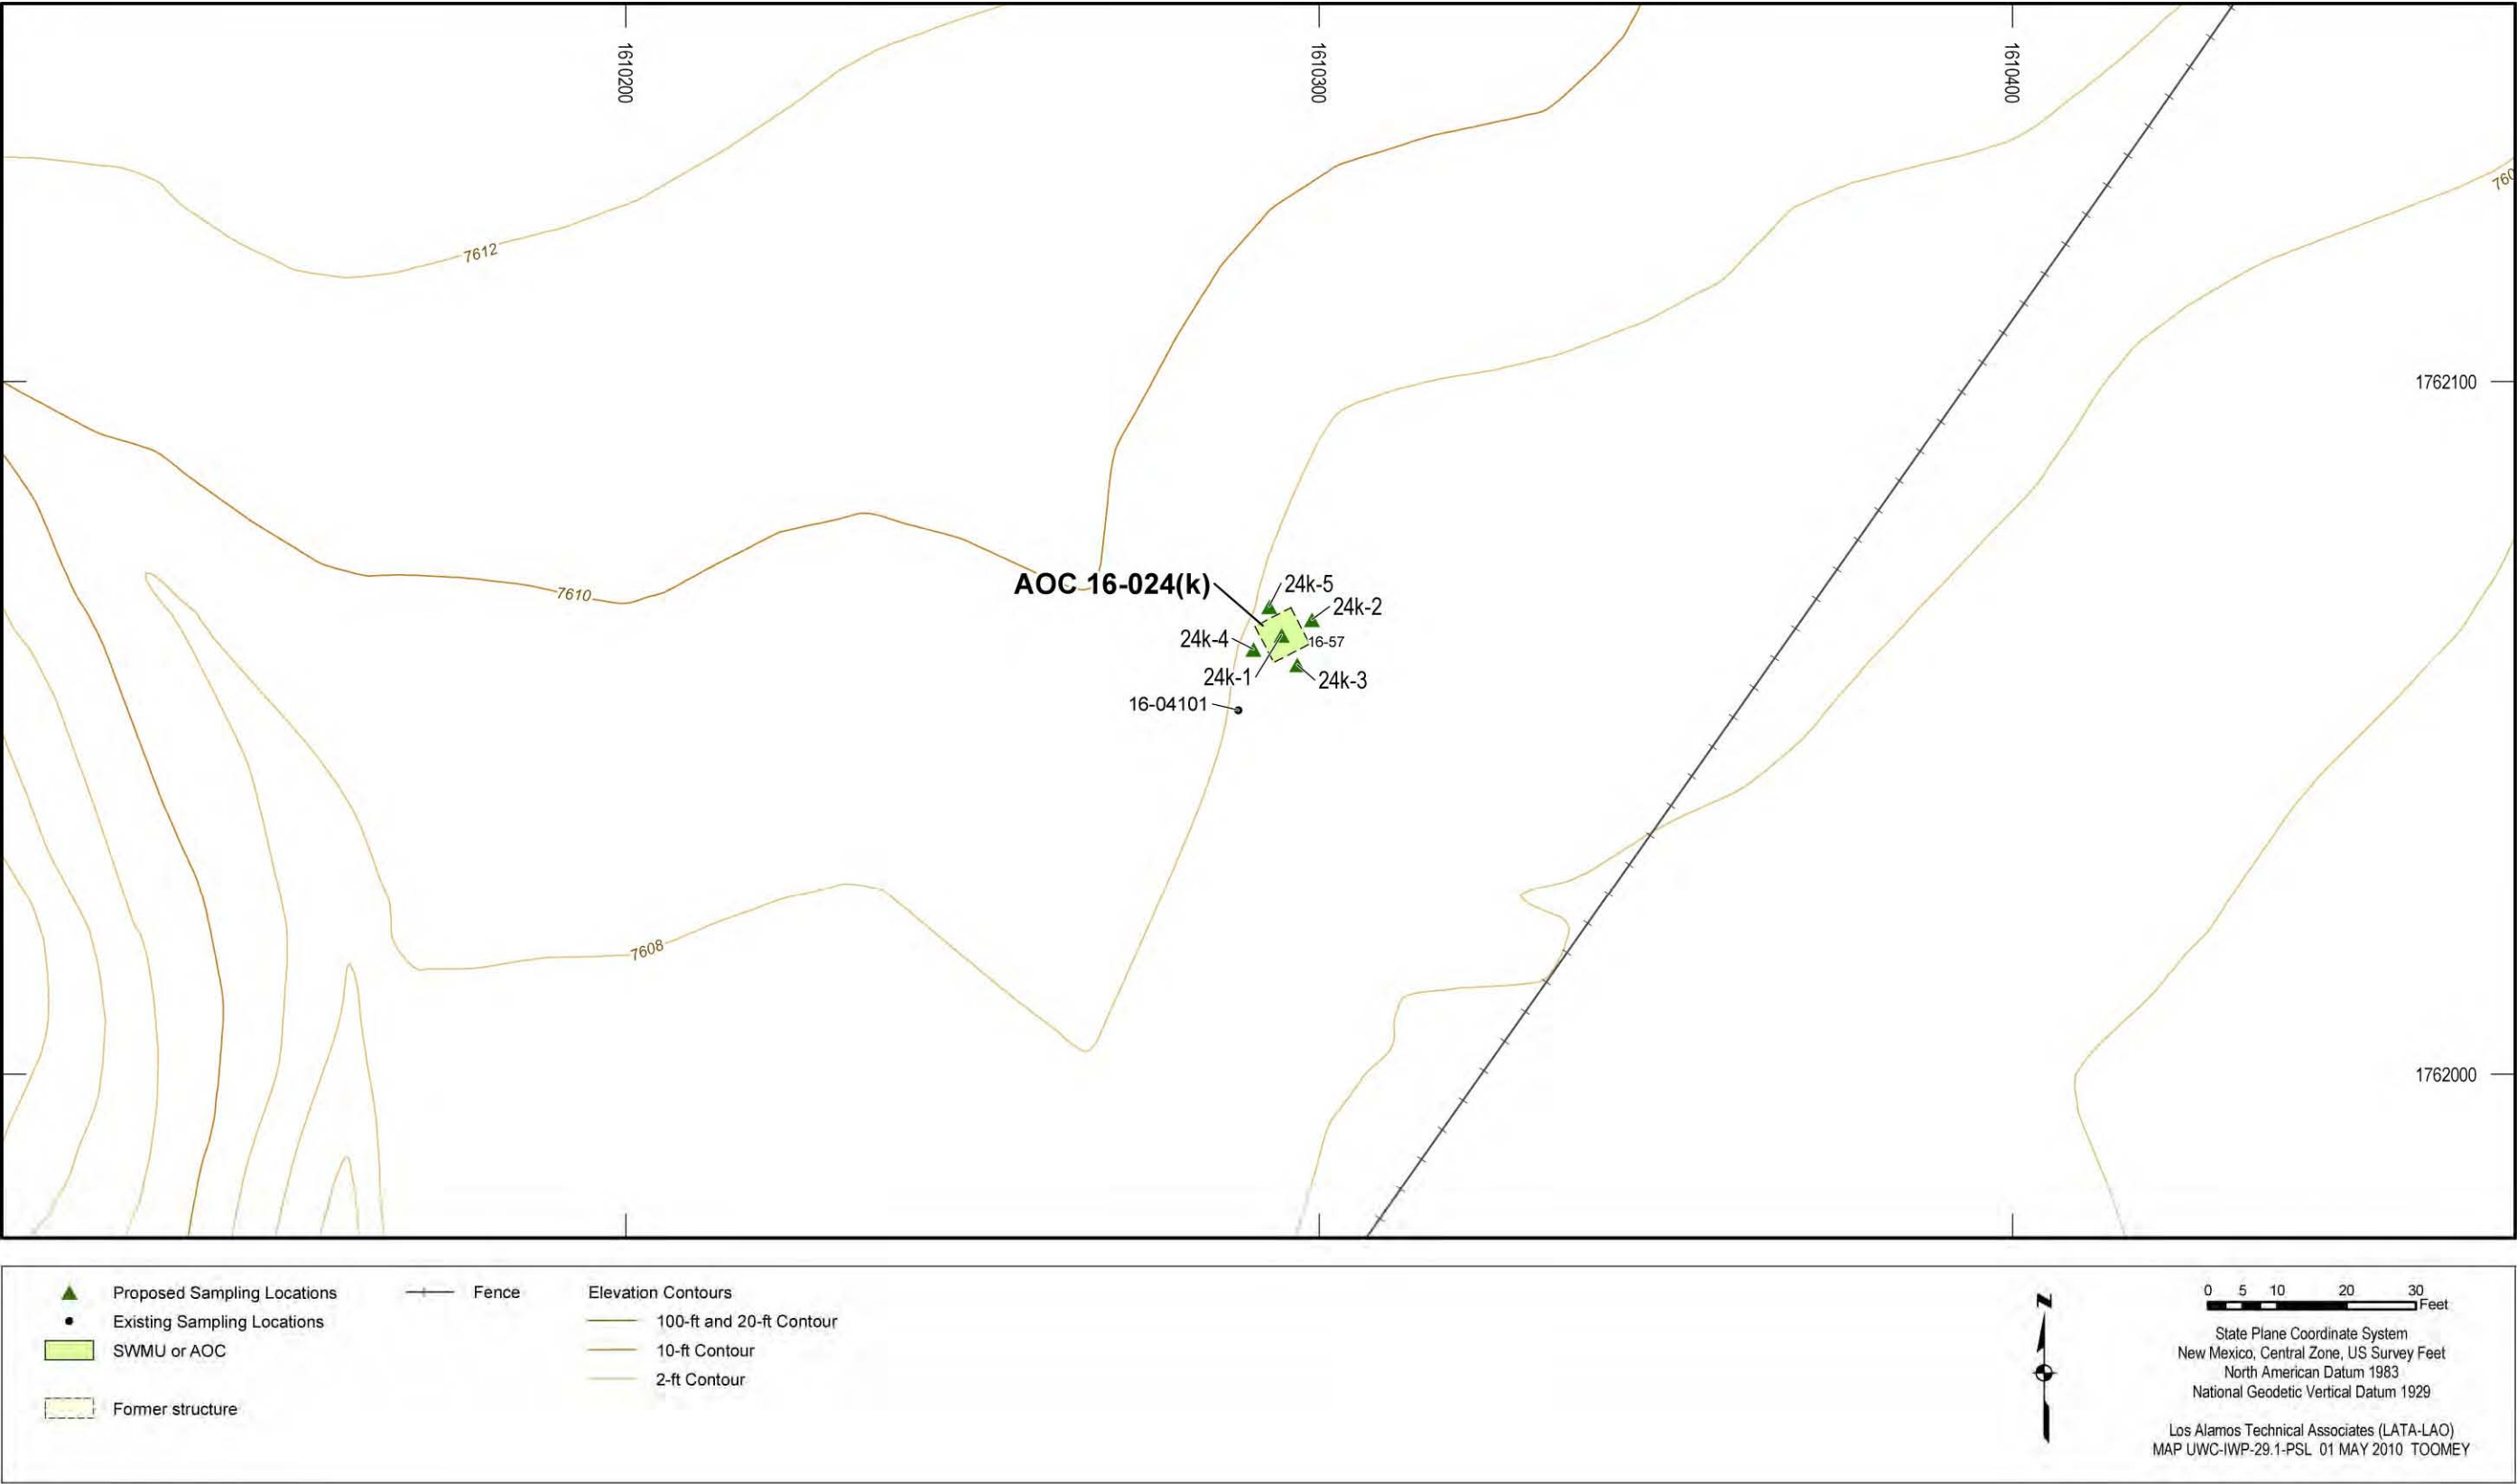 1610200
1610300
1610400
760
7612
1762100
7610
AOC 16-024(k)
24k-5
24k-2
24k-4
16-57
24k-1
24k-3
16-04101
7608
1762000
Proposed Sampling Locations
Existing Sampling Locations
SWMU or AOC
Former structure
Fence
Elevation Contours
100-ft and 20-ft Contour
10-ft Contour
2-ft Contour
N
0 5 10 20 30
Feet
State Plane Coordinate System
New Mexico, Central Zone, US Survey Feet
North American Datum 1983
National Geodetic Vertical Datum 1929
Los Alamos Technical Associates (LATA-LAO)
MAP UWC-IWP-29.1-PSL 01 MAY 2010 TOOMEY